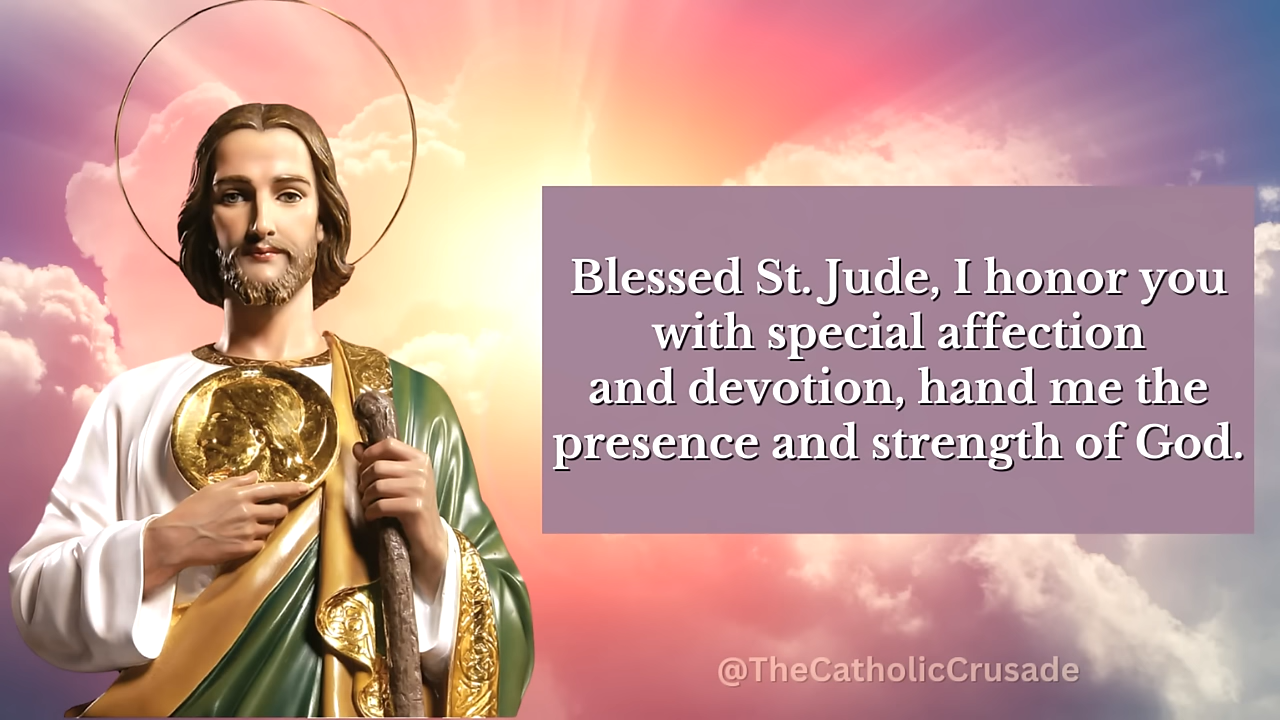 Blessed St. Jude, I honor you
with special affection
and devotion, hand me the
presence and strength of God.
@TheCatholicCrusade